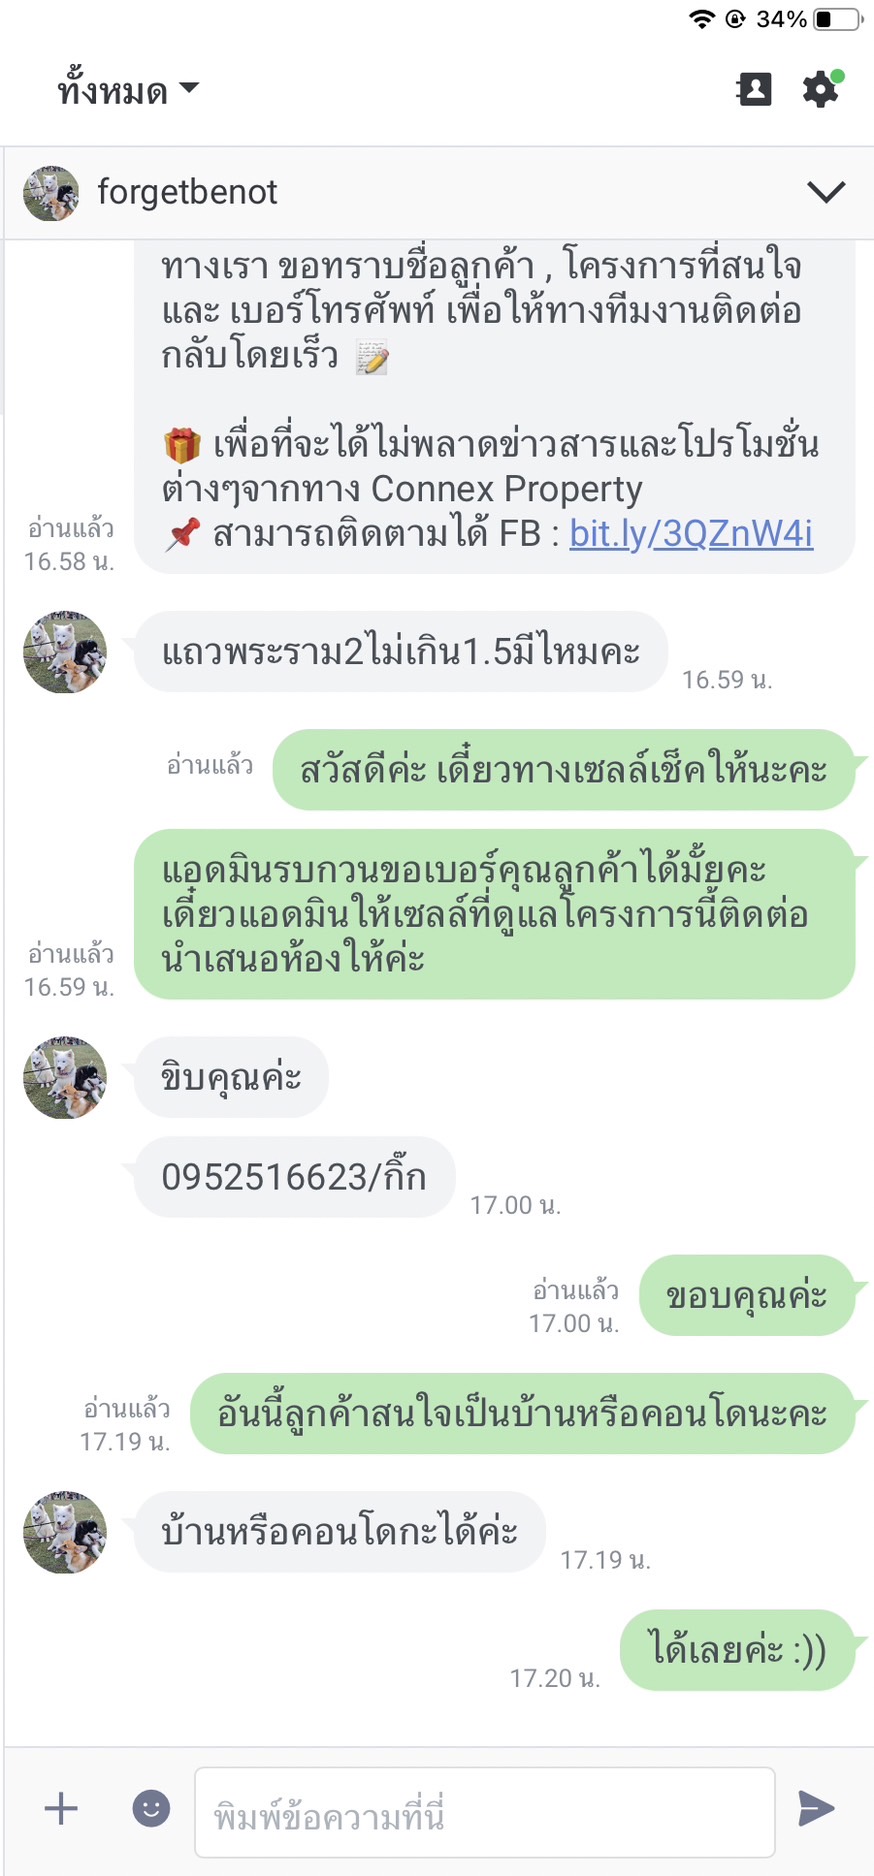 34%
ทั้งหมด
forgetbenot
ทางเรา ขอทราบชื่อลูกค้า , โครงการที่สนใจ
และ เบอร์โทรศัพท์ เพื่อให้ทางทีมงานติดต่อ
กลับโดยเร็ว 📝
🎁 เพื่อที่จะได้ไม่พลาดข่าวสารและโปรโมชั่น
ต่างๆจากทาง Connex Property
📌 สามารถติดตามได้ FB : bit.ly/3QZnW4i
อ่านแล้ว
16.58 น.
แถวพระราม2ไม่เกิน1.5มีไหมคะ
16.59 น.
อ่านแล้ว
สวัสดีค่ะ เดี๋ยวทางเซลล์เช็คให้นะคะ
แอดมินรบกวนขอเบอร์คุณลูกค้าได้มั้ยคะ
เดี๋ยวแอดมินให้เซลล์ที่ดูแลโครงการนี้ติดต่อ
นำเสนอห้องให้ค่ะ
อ่านแล้ว
16.59 น.
ขิบคุณค่ะ
0952516623/กิ๊ก
17.00 น.
อ่านแล้ว
17.00 น.
ขอบคุณค่ะ
อ่านแล้ว
17.19 น.
อันนี้ลูกค้าสนใจเป็นบ้านหรือคอนโดนะคะ
บ้านหรือคอนโดกะได้ค่ะ
17.19 น.
ได้เลยค่ะ :))
17.20 น.
พิมพ์ข้อความที่นี่